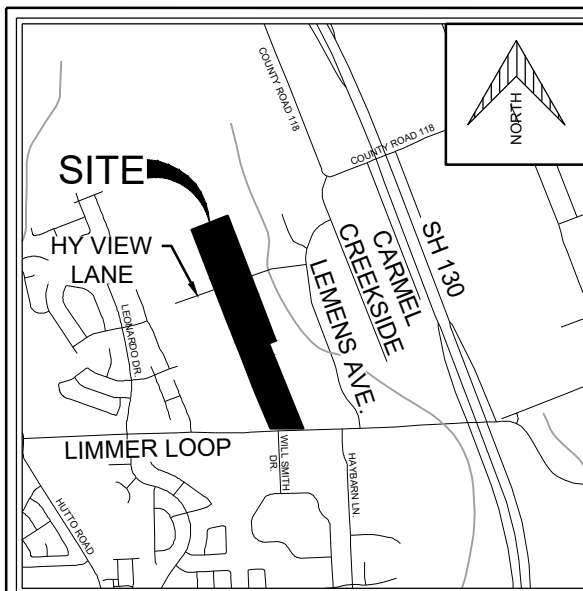 COUNTY ROAD 118
NORTH
COUNTY ROAD 118
SITE
HY VIEW
LANE
SH 130
CARMEL
CREEKSIDE
LEMENS AVE.
LEONARDO DR.
LIMMER LOOP
WILL SMITH
DR.
HAYBARN LN.
HUTTO ROAD